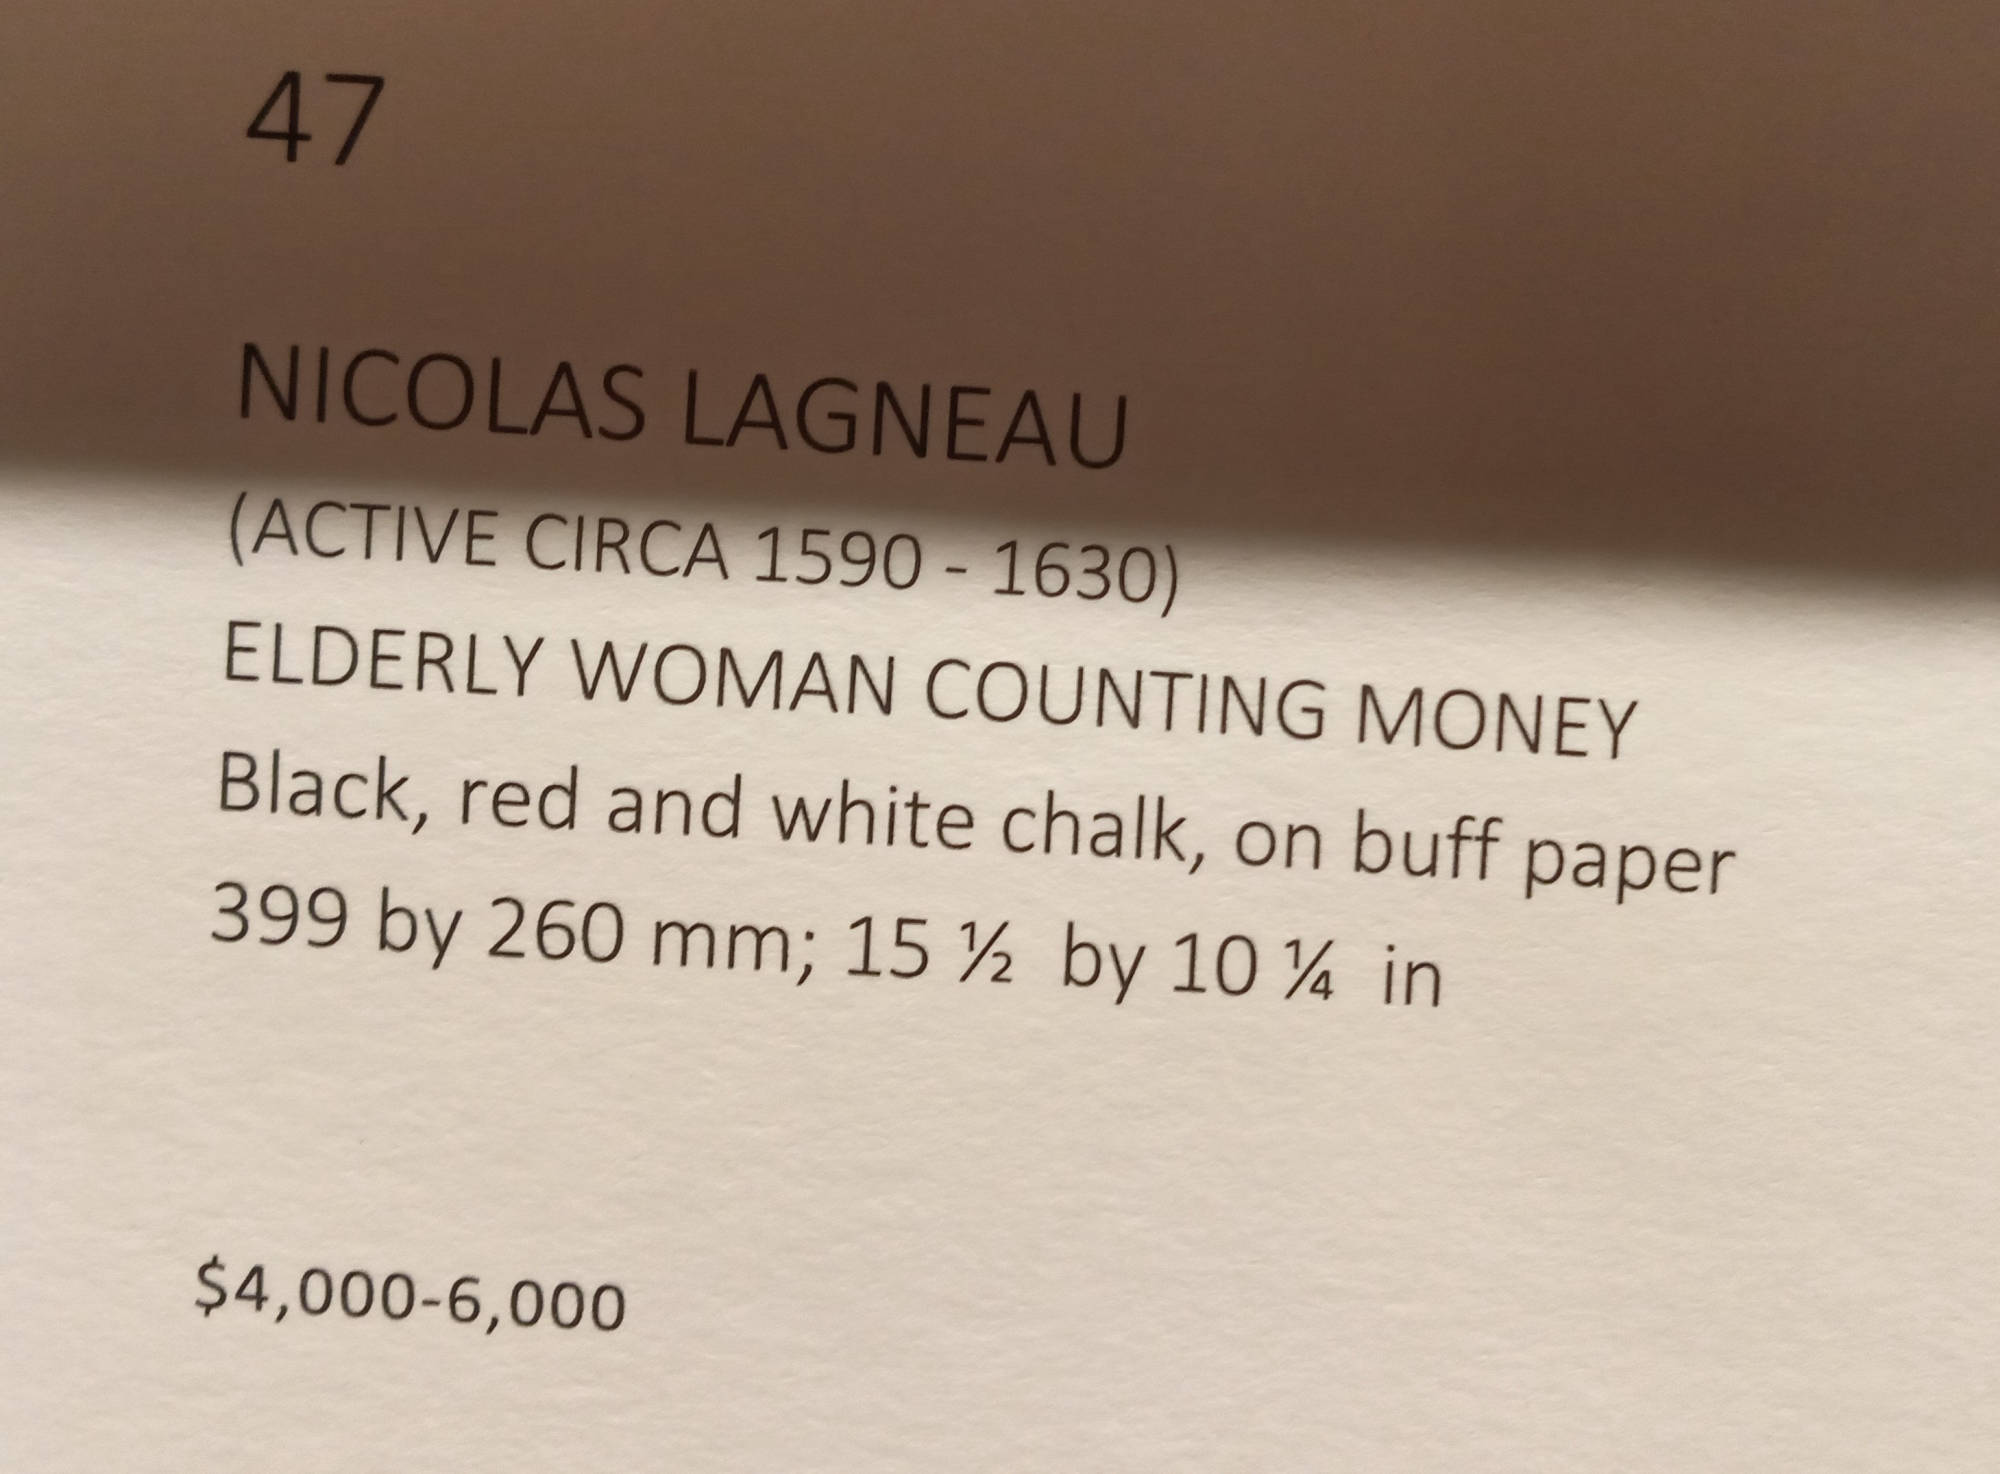 47
NICOLAS LAGNEAU
(ACTIVE CIRCA 1590 - 1630)
ELDERLY WOMAN COUNTING MONEY
Black, red and white chalk, on buff paper
399 by 260 mm; 15 ½ by 10 ¼ in
$4,000-6,000